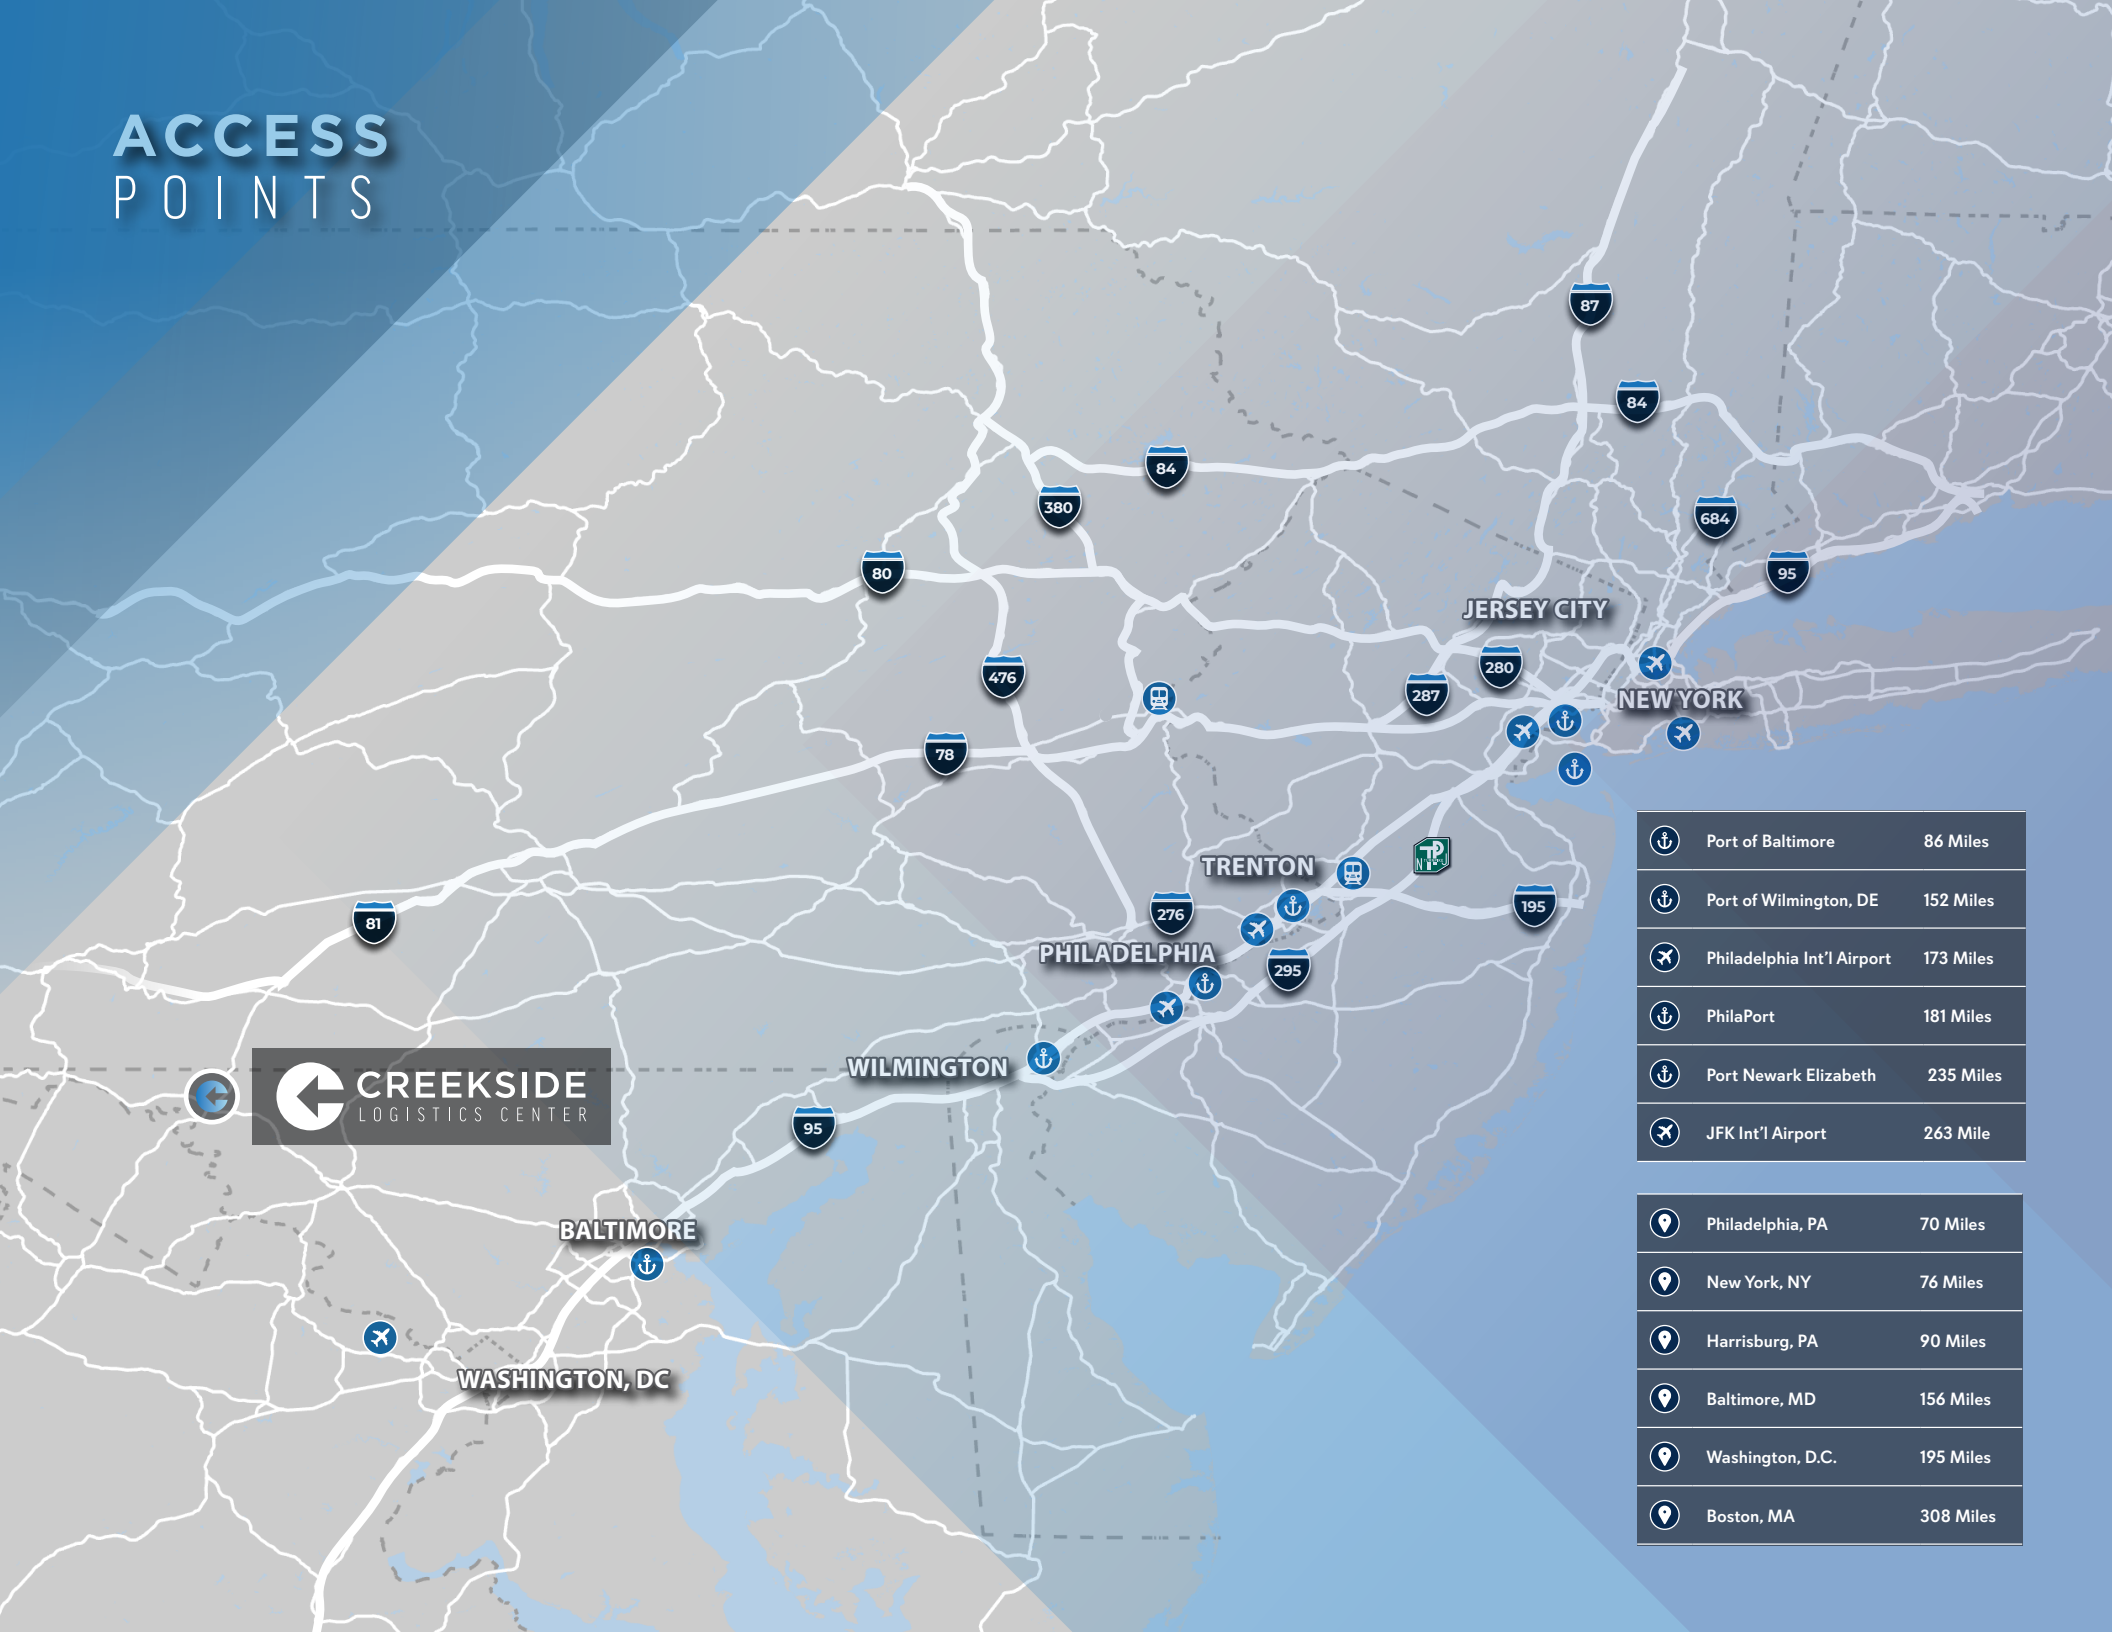 ACCESS
POINTS
87
84
84
380
684
80
95
JERSEY CITY
476
280
287
NEW YORK
78
Port of Baltimore 86 Miles
Port of Wilmington, DE 152 Miles
Philadelphia Int'l Airport 173 Miles
PhilaPort 181 Miles
Port Newark Elizabeth 235 Miles
JFK Int'l Airport 263 Mile
TRENTON
N TP
81
276
195
PHILADELPHIA
295
WILMINGTON
CREEKSIDE
LOGISTICS CENTER
95
BALTIMORE
WASHINGTON, DC
Philadelphia, PA 70 Miles
New York, NY 76 Miles
Harrisburg, PA 90 Miles
Baltimore, MD 156 Miles
Washington, D.C. 195 Miles
Boston, MA 308 Miles